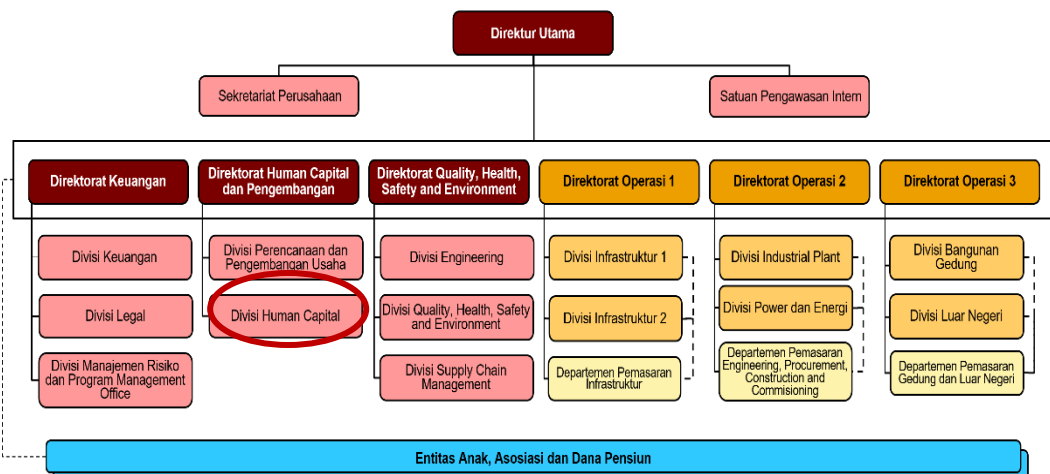 Direktur Utama
Sekretariat Perusahaan
Satuan Pengawasan Intern
Direktorat Keuangan
Direktorat Human Capital
dan Pengembangan
Direktorat Quality, Health,
Safety and Environment
Direktorat Operasi 1
Direktorat Operasi 2
Direktorat Operasi 3
Divisi Keuangan
Divisi Perencanaan dan
Pengembangan Usaha
Divisi Engineering
Divisi Infrastruktur 1
Divisi Industrial Plant
Divisi Bangunan
Gedung
Divisi Legal
Divisi Human Capital
Divisi Quality, Health, Safety
and Environment
Divisi Infrastruktur 2
Divisi Power dan Energi
Divisi Luar Negeri
Divisi Manajemen Risiko
dan Program Management
Office
Divisi Supply Chain
Management
Departemen Pemasaran
Infrastruktur
Departemen Pemasaran
Engineering, Procurement,
Construction and
Commisioning
Departemen Pemasaran
Gedung dan Luar Negeri
Entitas Anak, Asosiasi dan Dana Pensiun